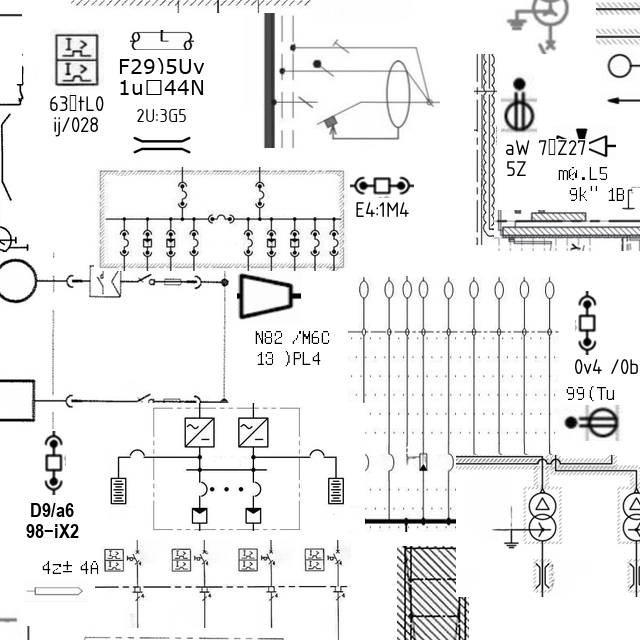 63▯tL0
ij/028
F29)5Uv
1u□44N
2U:3G5
E4:1M4
aW 7▯Z27
5Z
m0.L5
9k" 1B
N82 /M6C
13 )PL4
0v4 /0b
99(Tu
D9/a6
98-iX2
4z± 4A